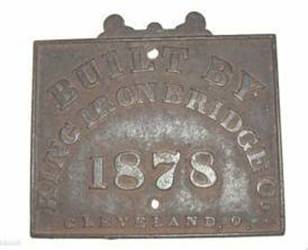 BUILT BY
KING IRON BRIDGE Co.
1878
CLEVELAND, O.